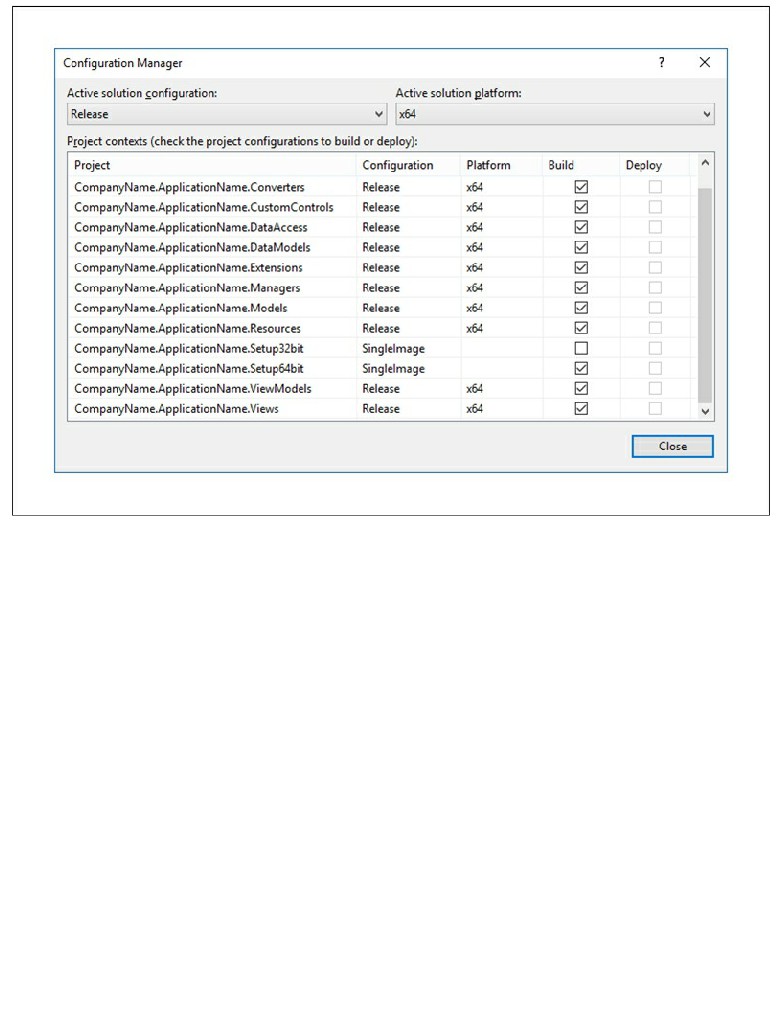 Configuration Manager ?
Active solution configuration: Active solution platform:
Release x64
Project contexts (check the project configurations to build or deploy):
Project Configuration Platform Build Deploy
CompanyName.ApplicationName.Converters Release x64
CompanyName.ApplicationName.CustomControls Release x64
CompanyName.ApplicationName.DataAccess Release x64
CompanyName.ApplicationName.DataModels Release x64
CompanyName.ApplicationName.Extensions Release x64
CompanyName.ApplicationName.Managers Release x64
CompanyName.ApplicationName.Models Release x64
CompanyName.ApplicationName.Resources Release x64
CompanyName.ApplicationName.Setup32bit SingleImage
CompanyName.ApplicationName.Setup64bit SingleImage
CompanyName.ApplicationName.ViewModels Release x64
CompanyName.ApplicationName.Views Release x64
Close